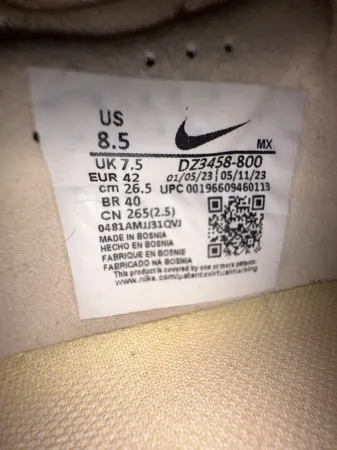 US
8.5
MX
UK 7.5 DZ3458-800
EUR 42 01/05/23 05/11/23
cm 26.5 UPC 00196609460113
BR 40
CN 265(2.5)
0481AMJJ31QVJ
MADE IN BOSNIA
HECHO EN BOSNIA
FABRIQUE EN BOSNIE
FABRICADO NA BOSNIA
This product is covered by one or more patents:
www.nike.com/patentsvirtualmarking